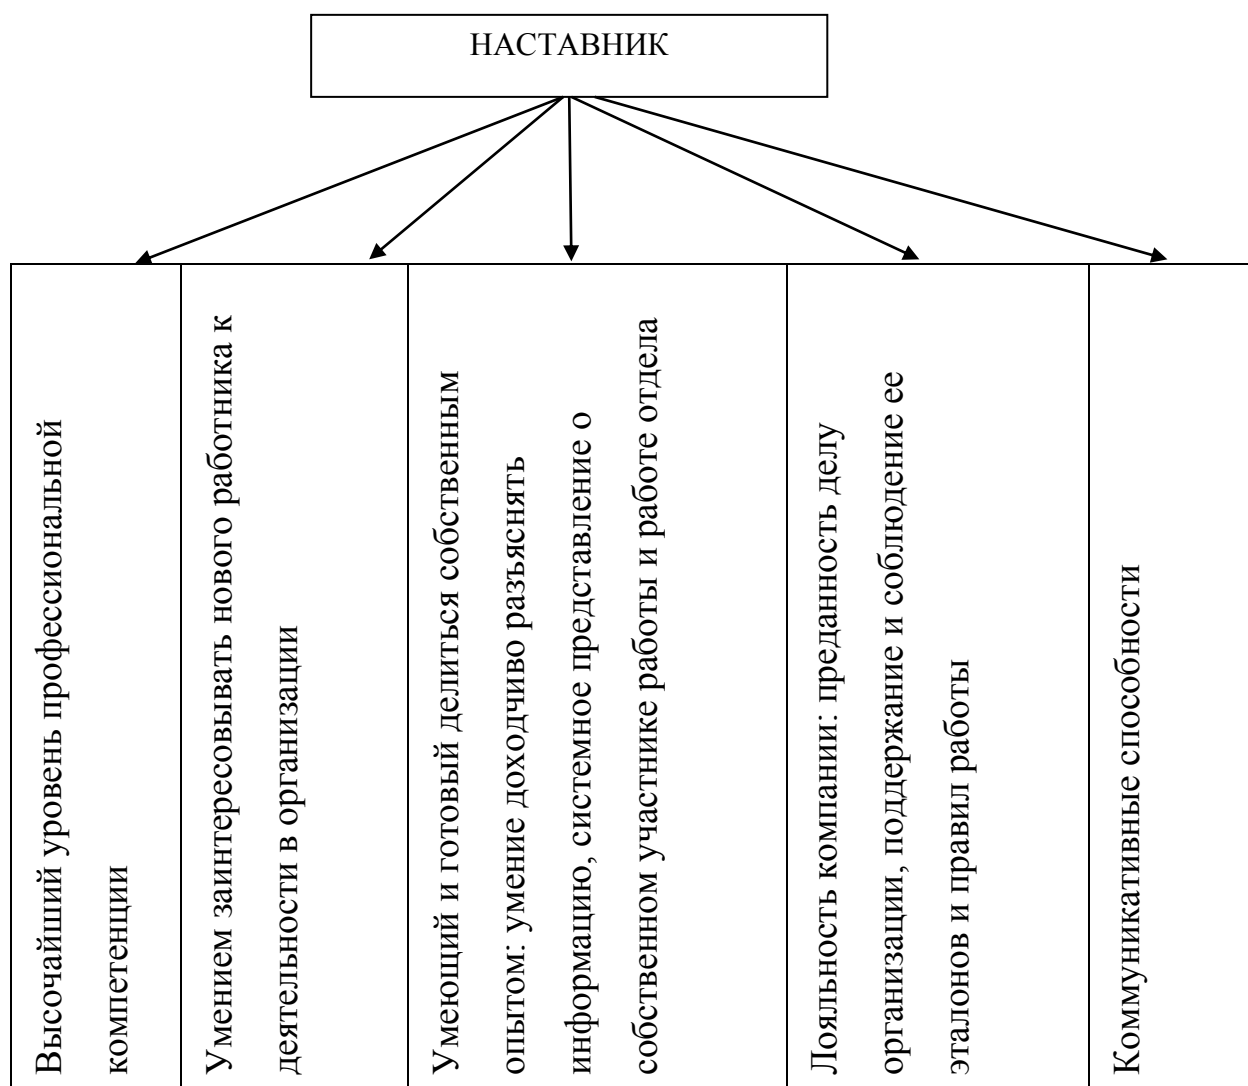 НАСТАВНИК
Высочайший уровень профессиональной
компетенции
Умением заинтересовывать нового работника к
деятельности в организации
Умеющий и готовый делиться собственным
опытом: умение доходчиво разъяснять
информацию, системное представление о
собственном участнике работы и работе отдела
Лояльность компании: преданность делу
организации, поддержание и соблюдение ее
эталонов и правил работы
Коммуникативные способности